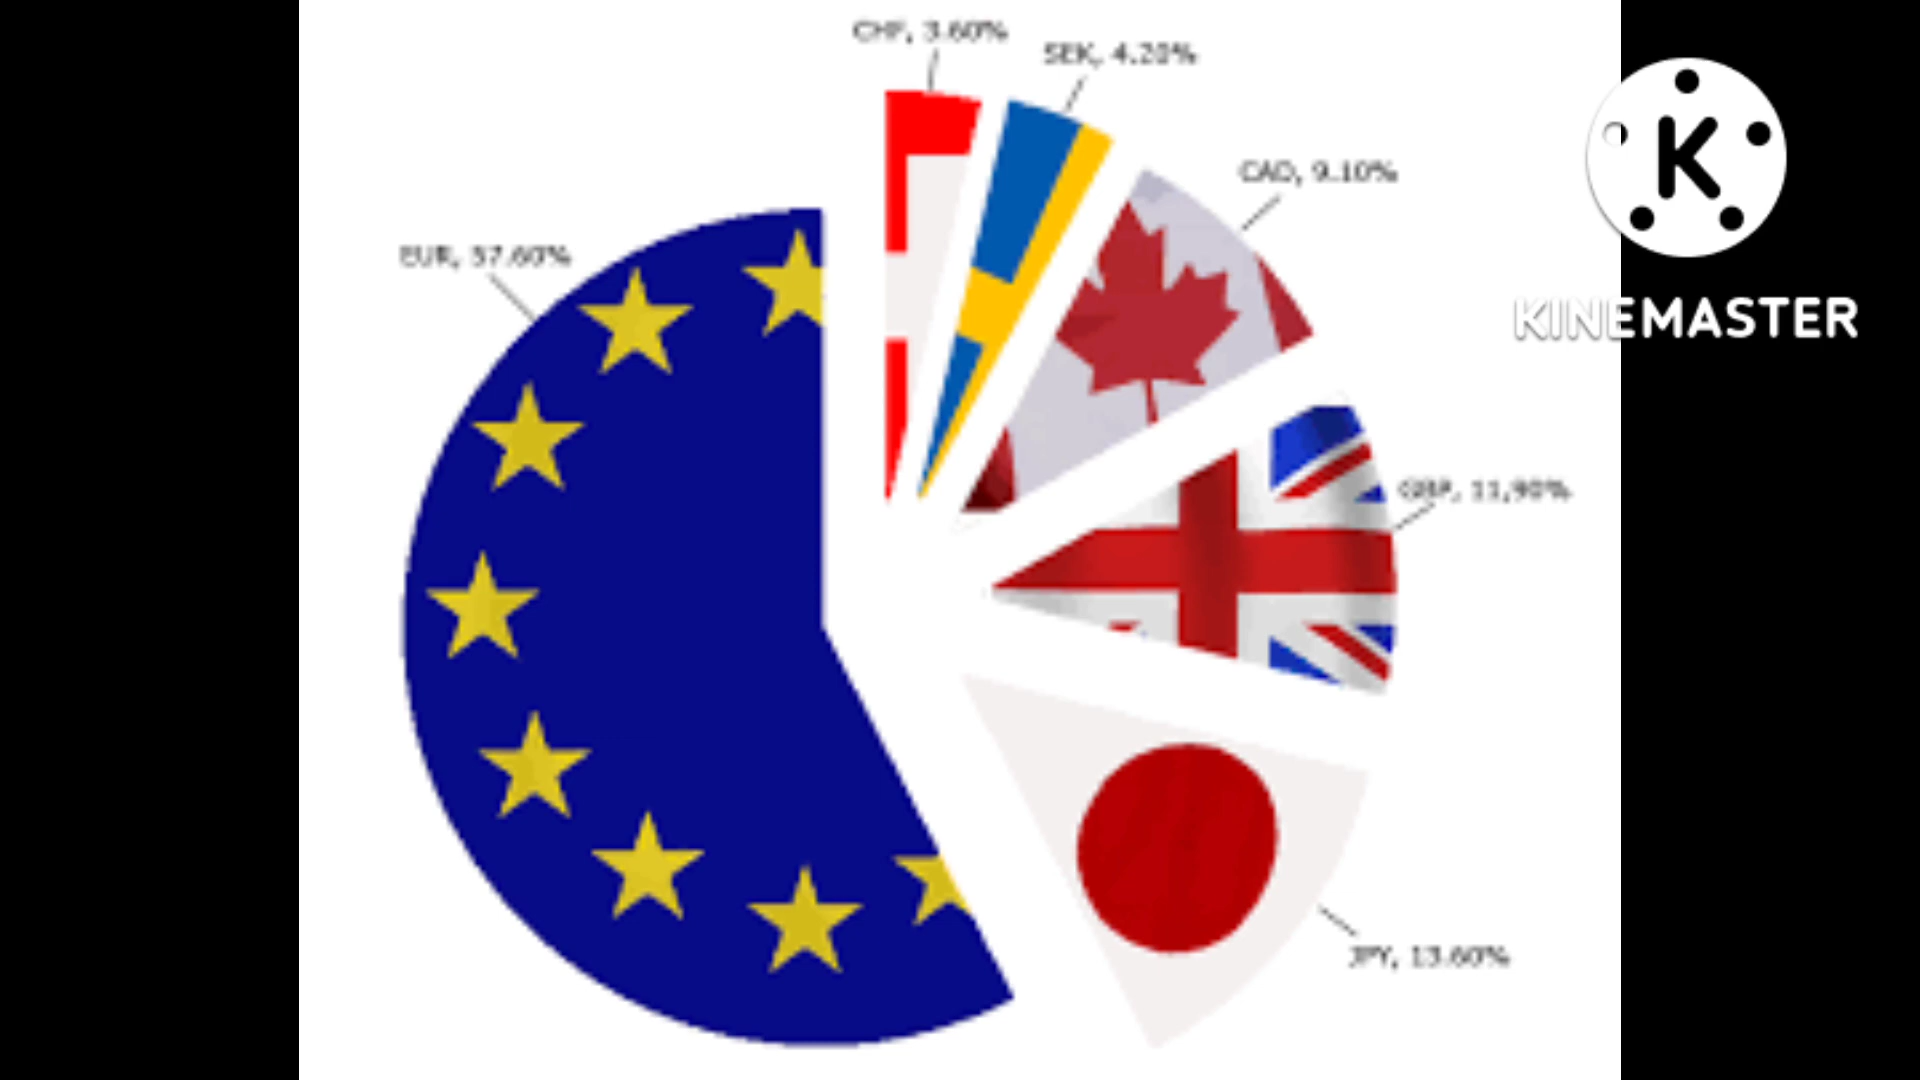 CHF, 3.60%
SEK, 4.20%
CAD, 9.10%
EUR, 57.60%
GBP, 11,90%
JPY, 13.60%
K
KINEMASTER